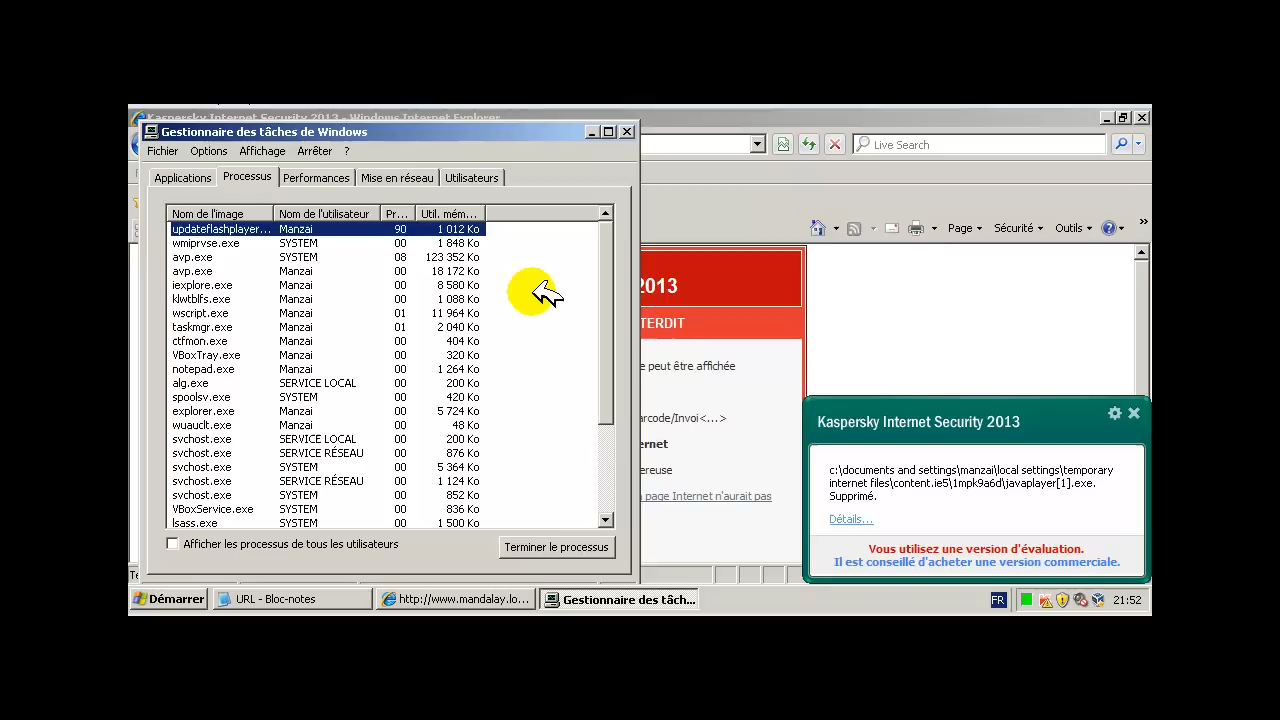 Kaspersky Internet Security 2013 - Windows Internet Explorer
Gestionnaire des tâches de Windows
Fichier Options Affichage Arrêter ?
Applications Processus Performances Mise en réseau Utilisateurs
Nom de l'image Nom de l'utilisateur Pr... Util. mém...
updateflashplayer... Manzai 90 1 012 Ko
wmiprvse.exe SYSTEM 00 1 848 Ko
avp.exe SYSTEM 08 123 352 Ko
avp.exe Manzai 00 18 172 Ko
iexplore.exe Manzai 00 8 580 Ko
klwtblfs.exe Manzai 00 1 088 Ko
wscript.exe Manzai 01 11 964 Ko
taskmgr.exe Manzai 01 2 040 Ko
ctfmon.exe Manzai 00 404 Ko
VBoxTray.exe Manzai 00 320 Ko
notepad.exe Manzai 00 1 264 Ko
alg.exe SERVICE LOCAL 00 200 Ko
spoolsv.exe SYSTEM 00 420 Ko
explorer.exe Manzai 00 5 724 Ko
wuauclt.exe Manzai 00 48 Ko
svchost.exe SERVICE LOCAL 00 200 Ko
svchost.exe SERVICE RÉSEAU 00 876 Ko
svchost.exe SYSTEM 00 5 364 Ko
svchost.exe SERVICE RÉSEAU 00 1 124 Ko
svchost.exe SYSTEM 00 852 Ko
VBoxService.exe SYSTEM 00 836 Ko
lsass.exe SYSTEM 00 1 500 Ko
Afficher les processus de tous les utilisateurs
Terminer le processus
Live Search
Page Sécurité Outils »
2013
TERDIT
e peut être affichée
arcode/Invoi<...>
ernet
ereuse
page Internet n'aurait pas
Kaspersky Internet Security 2013
c:\documents and settings\manzai\local settings\temporary
internet files\content.ie5\1mpk9a6d\javaplayer[1].exe.
Supprimé.
Détails...
Vous utilisez une version d'évaluation.
Il est conseillé d'acheter une version commerciale.
Te
Démarrer URL - Bloc-notes http://www.mandalay.lo... Gestionnaire des tâch... FR 21:52